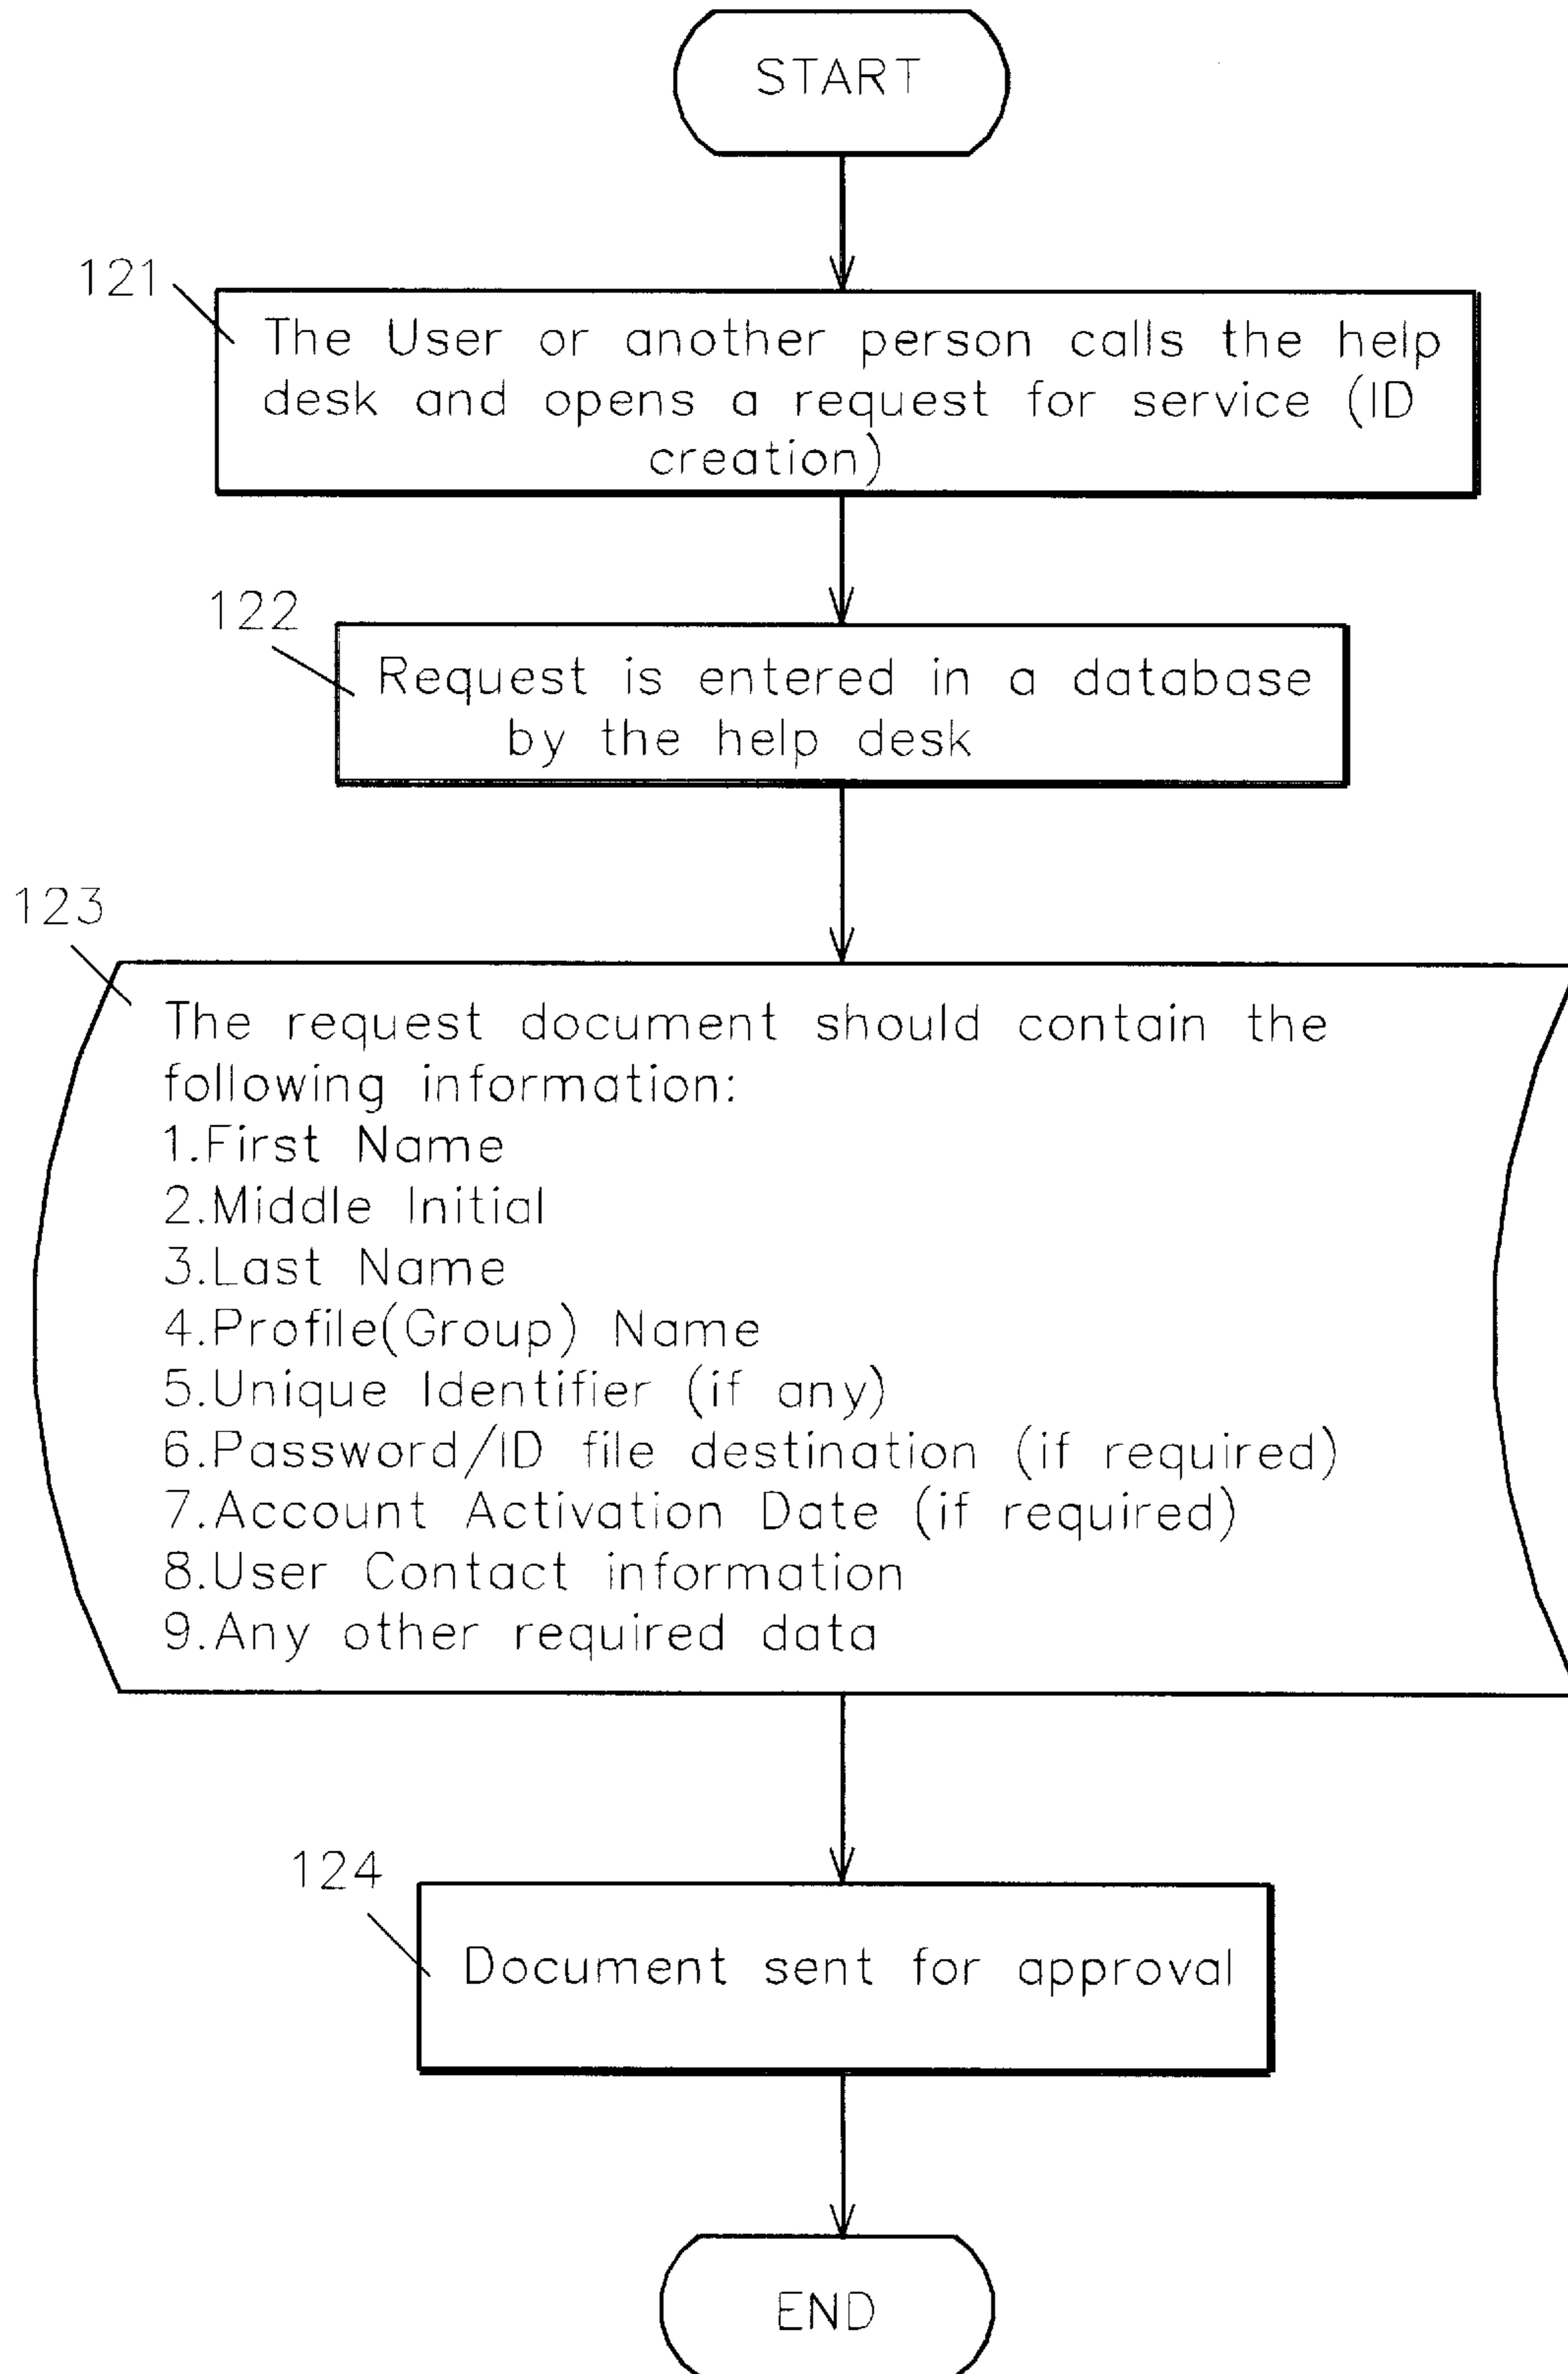 START
121
The User or another person calls the help
desk and opens a request for service (ID
creation)
122
Request is entered in a database
by the help desk
123
The request document should contain the
following information:
1.First Name
2.Middle Initial
3.Last Name
4.Profile(Group) Name
5.Unique Identifier (if any)
6.Password/ID file destination (if required)
7.Account Activation Date (if required)
8.User Contact information
9.Any other required data
124
Document sent for approval
END